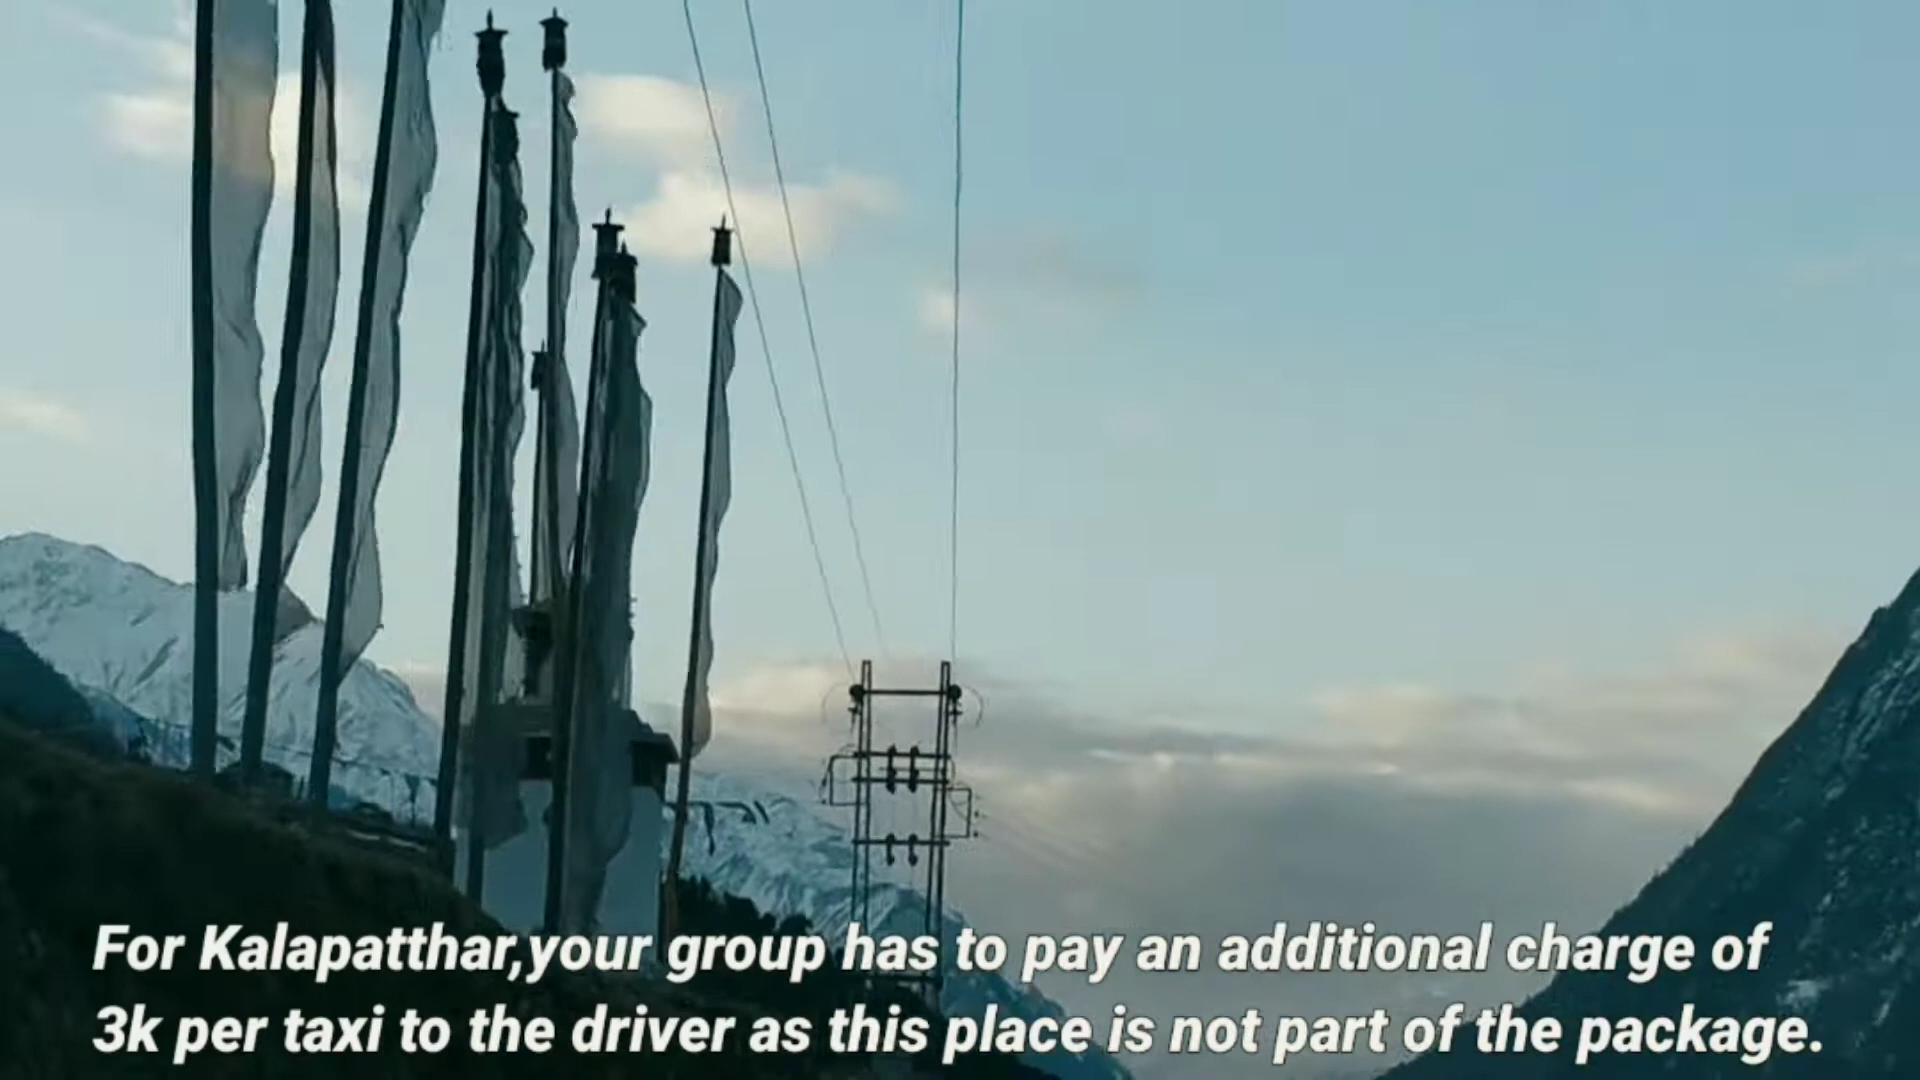 For Kalapatthar,your group has to pay an additional charge of
3k per taxi to the driver as this place is not part of the package.